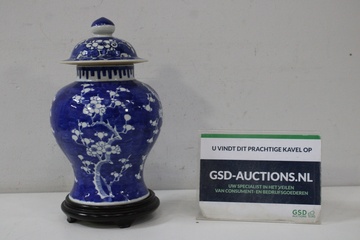 U VINDT DIT PRACHTIGE KAVEL OP
GSD-AUCTIONS.NL
UW SPECIALIST IN HET VEILEN
VAN CONSUMENT- EN BEDRIJFSGOEDEREN
GSD